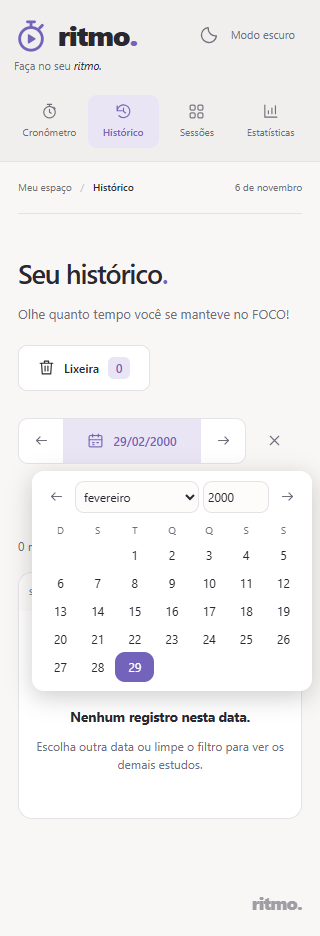 ritmo.
Modo escuro
Faça no seu ritmo.
Cronômetro
Histórico
Sessões
Estatísticas
Meu espaço / Histórico
6 de novembro
Seu histórico.
Olhe quanto tempo você se manteve no FOCO!
Lixeira 0
← 29/02/2000 → ×
← fevereiro 2000 →
D S T Q Q S S
1 2 3 4 5
6 7 8 9 10 11 12
13 14 15 16 17 18 19
20 21 22 23 24 25 26
27 28 29
0
Nenhum registro nesta data.
Escolha outra data ou limpe o filtro para ver os
demais estudos.
ritmo.